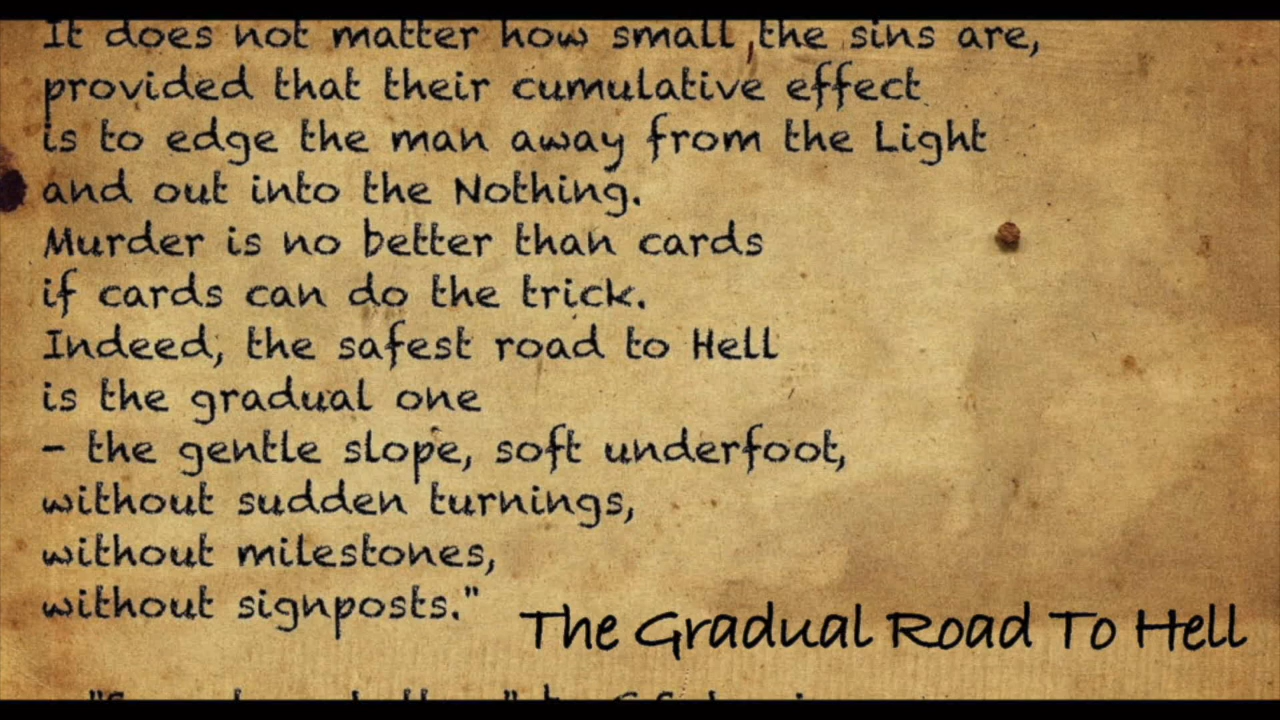 It does not matter how small the sins are,
provided that their cumulative effect
is to edge the man away from the Light
and out into the Nothing.
Murder is no better than cards
if cards can do the trick.
Indeed, the safest road to Hell
is the gradual one
- the gentle slope, soft underfoot,
without sudden turnings,
without milestones,
without signposts."
The Gradual Road To Hell